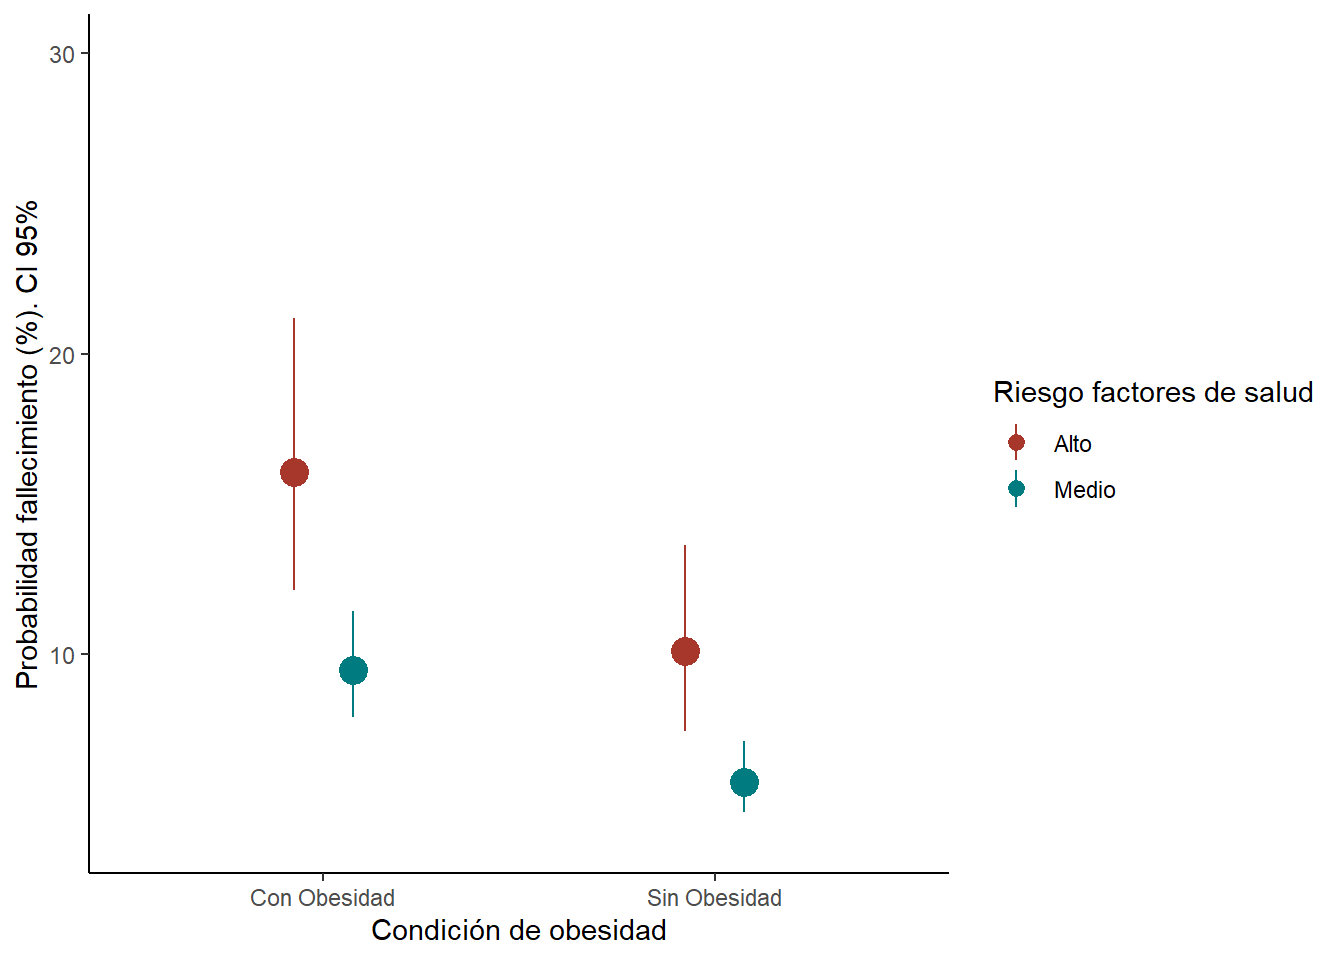 Probabilidad fallecimiento (%). CI 95%
30
20
10
Con Obesidad
Sin Obesidad
Condición de obesidad
Riesgo factores de salud
Alto
Medio